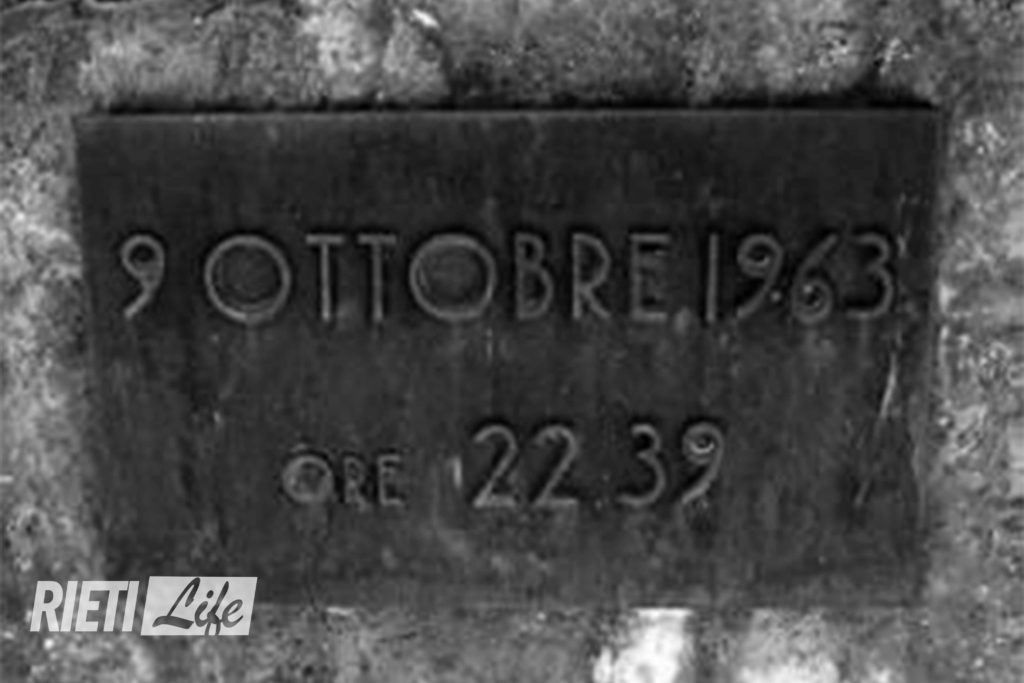 9 OTTOBRE 1963
ORE 22.39
RIETI Life